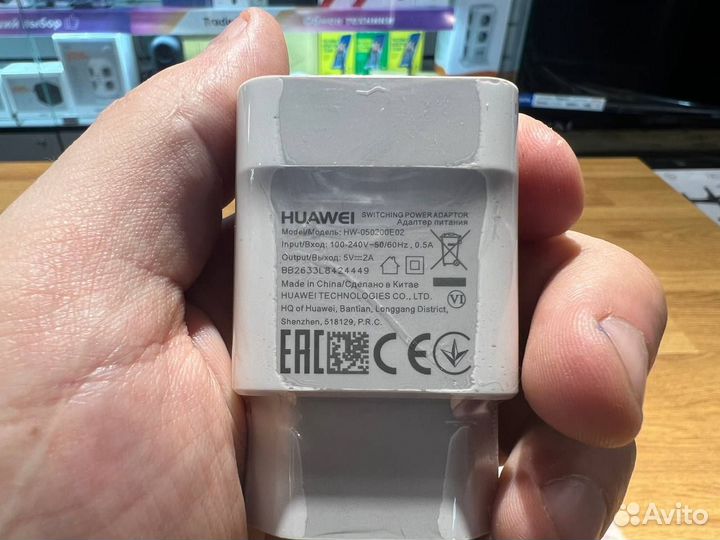 HUAWEI SWITCHING POWER ADAPTOR
Адаптер питания
Model/Модель: HW-050200E02
Input/Вход: 100-240V~50/60Hz, 0.5A
Output/Выход: 5V⎓2A
BB2633L8424449
Made in China/Сделано в Китае
HUAWEI TECHNOLOGIES CO., LTD.
VI
HQ of Huawei, Bantian, Longgang District,
Shenzhen, 518129, P.R.C.
EAC CE
Avito